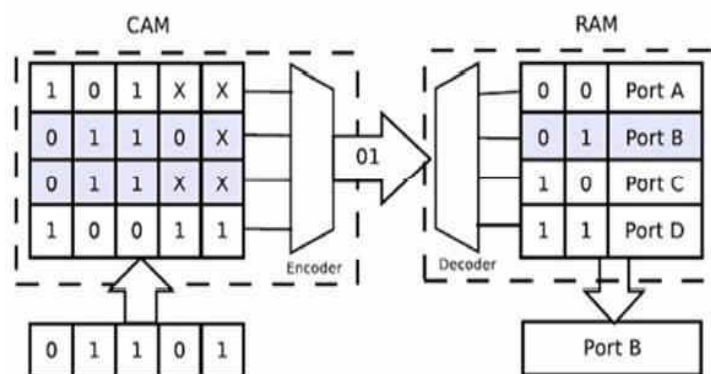 CAM
RAM
1 0 1 X X
0 1 1 0 X
0 1 1 X X
1 0 0 1 1
Encoder
01
Decoder
0 0 Port A
0 1 Port B
1 0 Port C
1 1 Port D
0 1 1 0 1
Port B